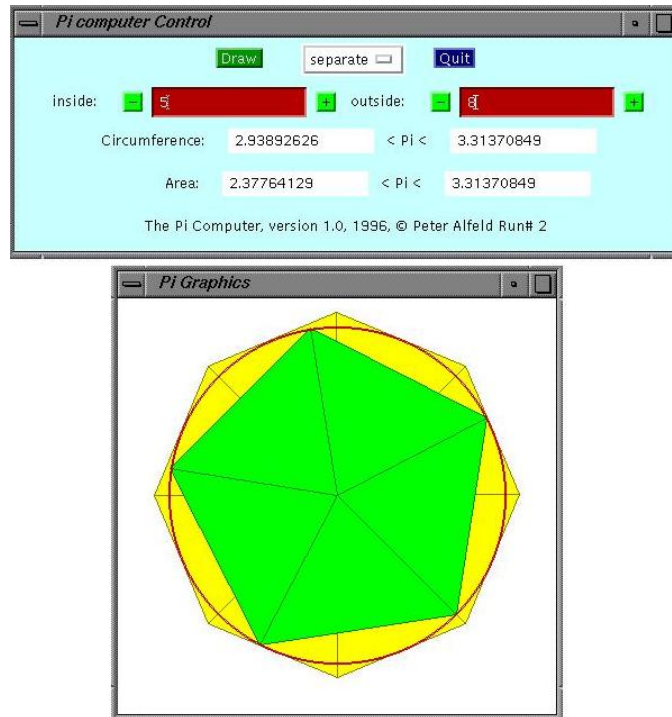 Pi computer Control
Draw separate Quit
inside: - 5 + outside: - 8 +
Circumference: 2.93892626 < Pi < 3.31370849
Area: 2.37764129 < Pi < 3.31370849
The Pi Computer, version 1.0, 1996, © Peter Alfeld Run# 2
Pi Graphics